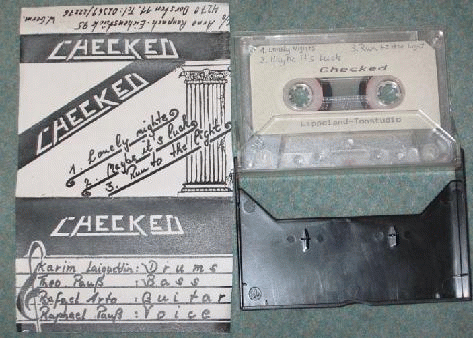 CHECKED
CHECKED
1. Lonely nights
2. Maybe it's luck
3. Run to the light
CHECKED
Karim Laiquddin: Drums
Theo Pauß : Bass
Rafael Arto : Guitar
Raphael Pauß : Voice
1. Lonely Nights 3. Run to the light
2. Maybe it's luck
Checked
Lippeland-Tonstudio